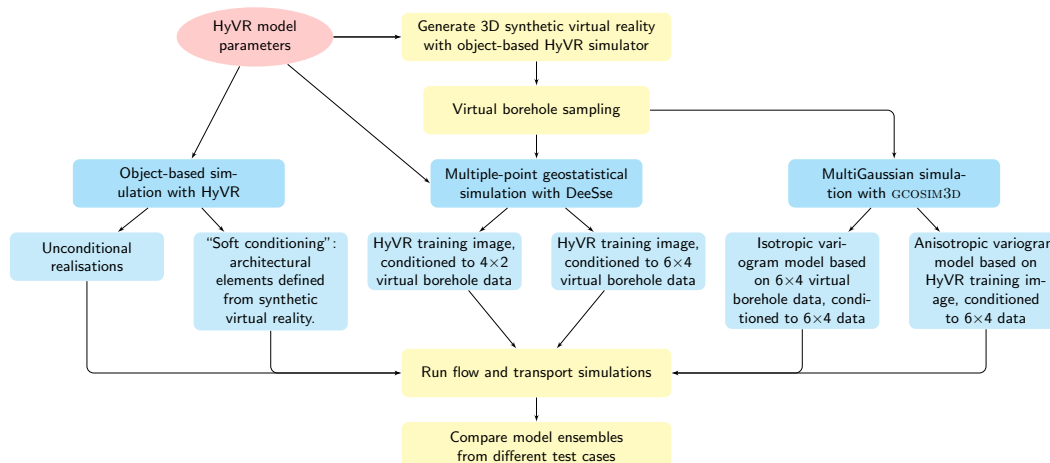 HyVR model
parameters
Generate 3D synthetic virtual reality
with object-based HyVR simulator
Virtual borehole sampling
Object-based sim-
ulation with HyVR
Multiple-point geostatistical
simulation with DeeSse
MultiGaussian simula-
tion with GCOSIM3D
Unconditional
realisations
“Soft conditioning”:
architectural
elements defined
from synthetic
virtual reality.
HyVR training image,
conditioned to 4×2
virtual borehole data
HyVR training image,
conditioned to 6×4
virtual borehole data
Isotropic vari-
ogram model based
on 6×4 virtual
borehole data, condi-
tioned to 6×4 data
Anisotropic variogram
model based on
HyVR training im-
age, conditioned
to 6×4 data
Run flow and transport simulations
Compare model ensembles
from different test cases